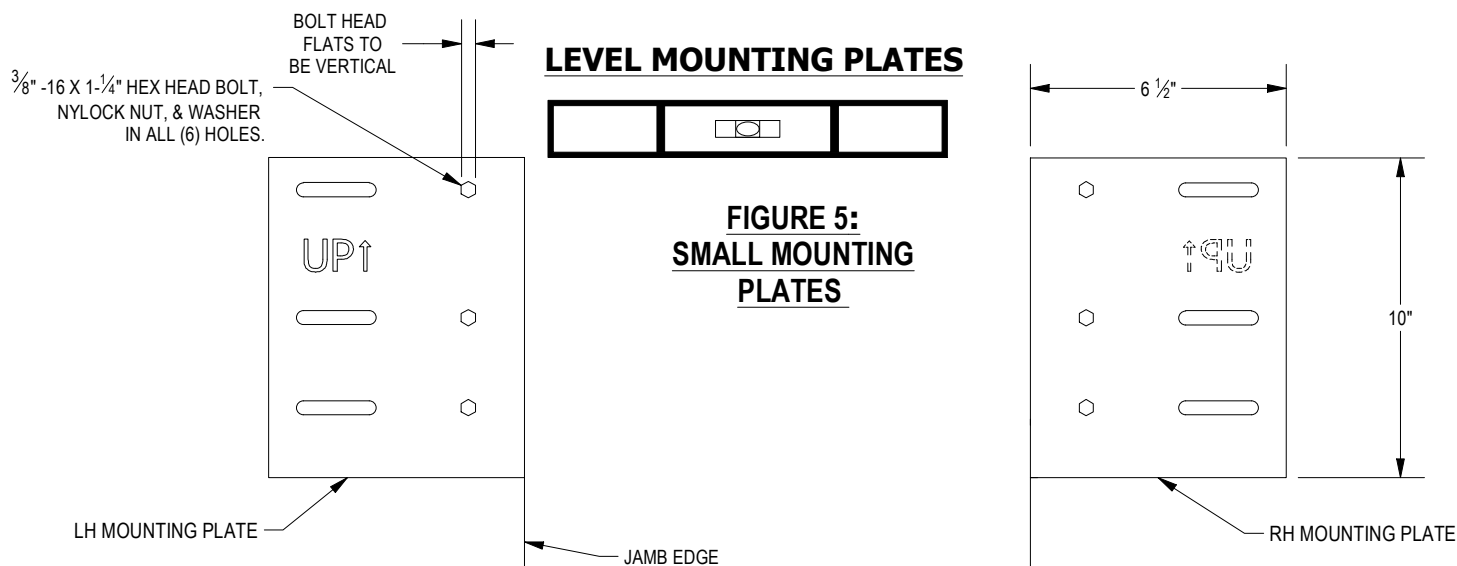 BOLT HEAD
FLATS TO
BE VERTICAL
LEVEL MOUNTING PLATES
3⁄8" -16 X 1-1⁄4" HEX HEAD BOLT,
NYLOCK NUT, & WASHER
IN ALL (6) HOLES.
6 1⁄2"
FIGURE 5:
SMALL MOUNTING
PLATES
UP↑
UP↑
10"
LH MOUNTING PLATE
JAMB EDGE
RH MOUNTING PLATE